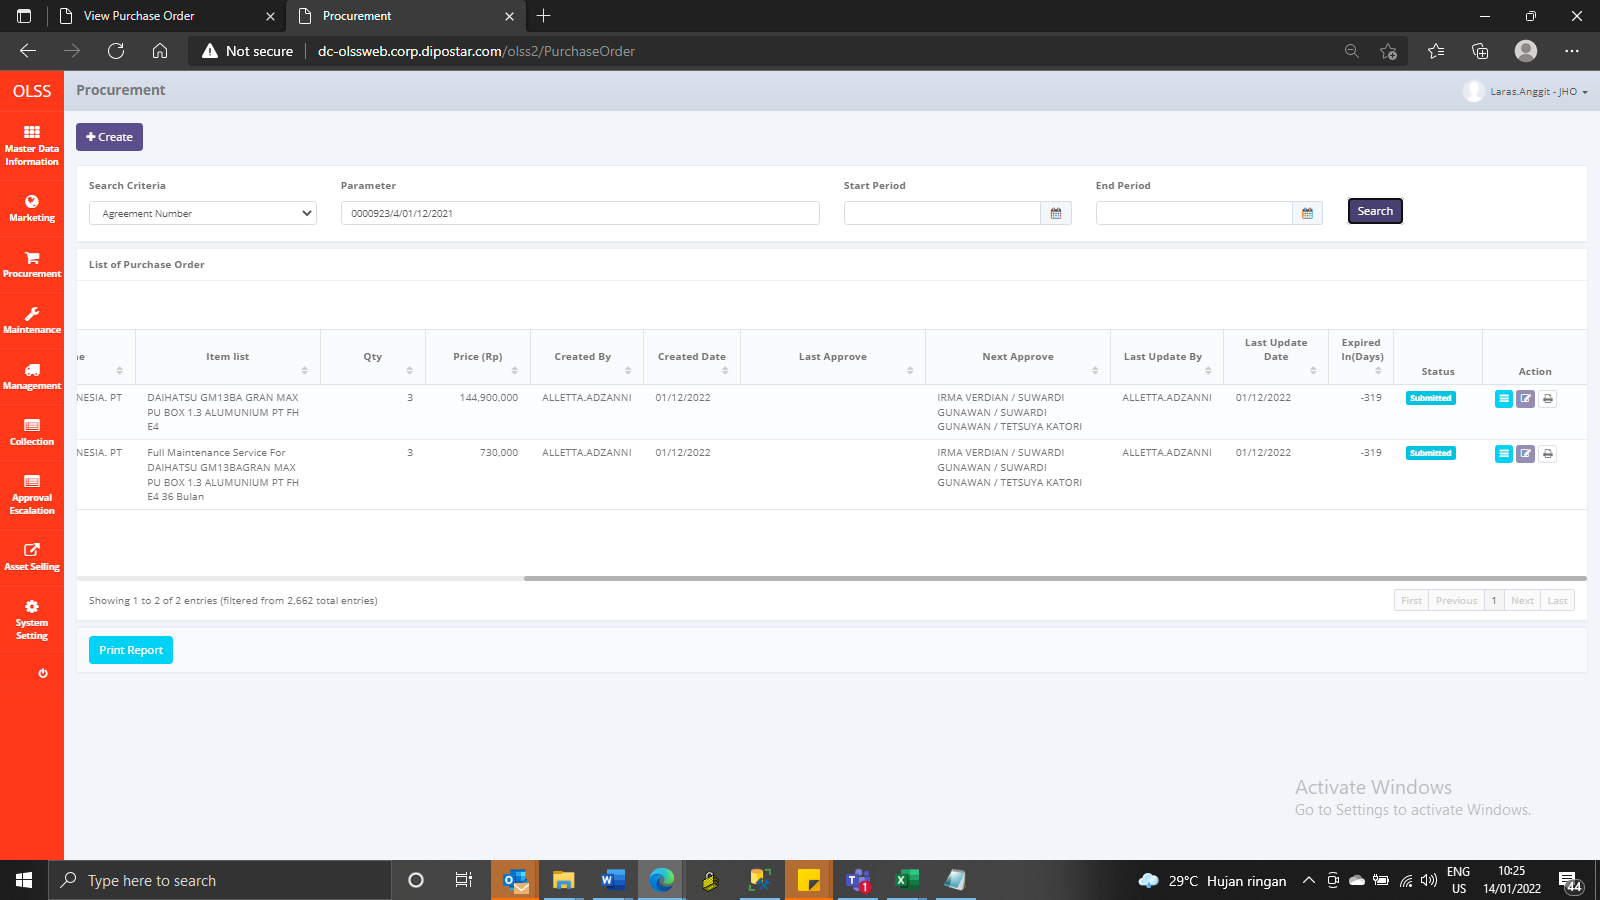 View Purchase Order
Procurement
Not secure
dc-olssweb.corp.dipostar.com/olss2/PurchaseOrder
OLSS
Procurement
Laras.Anggit - JHO
Master Data
Information
Marketing
Procurement
Maintenance
Management
Collection
Approval
Escalation
Asset Selling
System
Setting
Create
Search Criteria
Parameter
Start Period
End Period
Agreement Number
0000923/4/01/12/2021
Search
List of Purchase Order
e
Item list
Qty
Price (Rp)
Created By
Created Date
Last Approve
Next Approve
Last Update By
Last Update
Date
Expired
In(Days)
Status
Action
NESIA. PT
DAIHATSU GM13BA GRAN MAX
PU BOX 1.3 ALUMUNIUM PT FH
E4
3
144,900,000
ALLETTA.ADZANNI
01/12/2022
IRMA VERDIAN / SUWARDI
GUNAWAN / SUWARDI
GUNAWAN / TETSUYA KATORI
ALLETTA.ADZANNI
01/12/2022
-319
Submitted
NESIA. PT
Full Maintenance Service For
DAIHATSU GM13BAGRAN MAX
PU BOX 1.3 ALUMUNIUM PT FH
E4 36 Bulan
3
730,000
ALLETTA.ADZANNI
01/12/2022
IRMA VERDIAN / SUWARDI
GUNAWAN / SUWARDI
GUNAWAN / TETSUYA KATORI
ALLETTA.ADZANNI
01/12/2022
-319
Submitted
Showing 1 to 2 of 2 entries (filtered from 2,662 total entries)
First
Previous
1
Next
Last
Print Report
Activate Windows
Go to Settings to activate Windows.
Type here to search
1
29°C Hujan ringan
ENG
US
10:25
14/01/2022
44